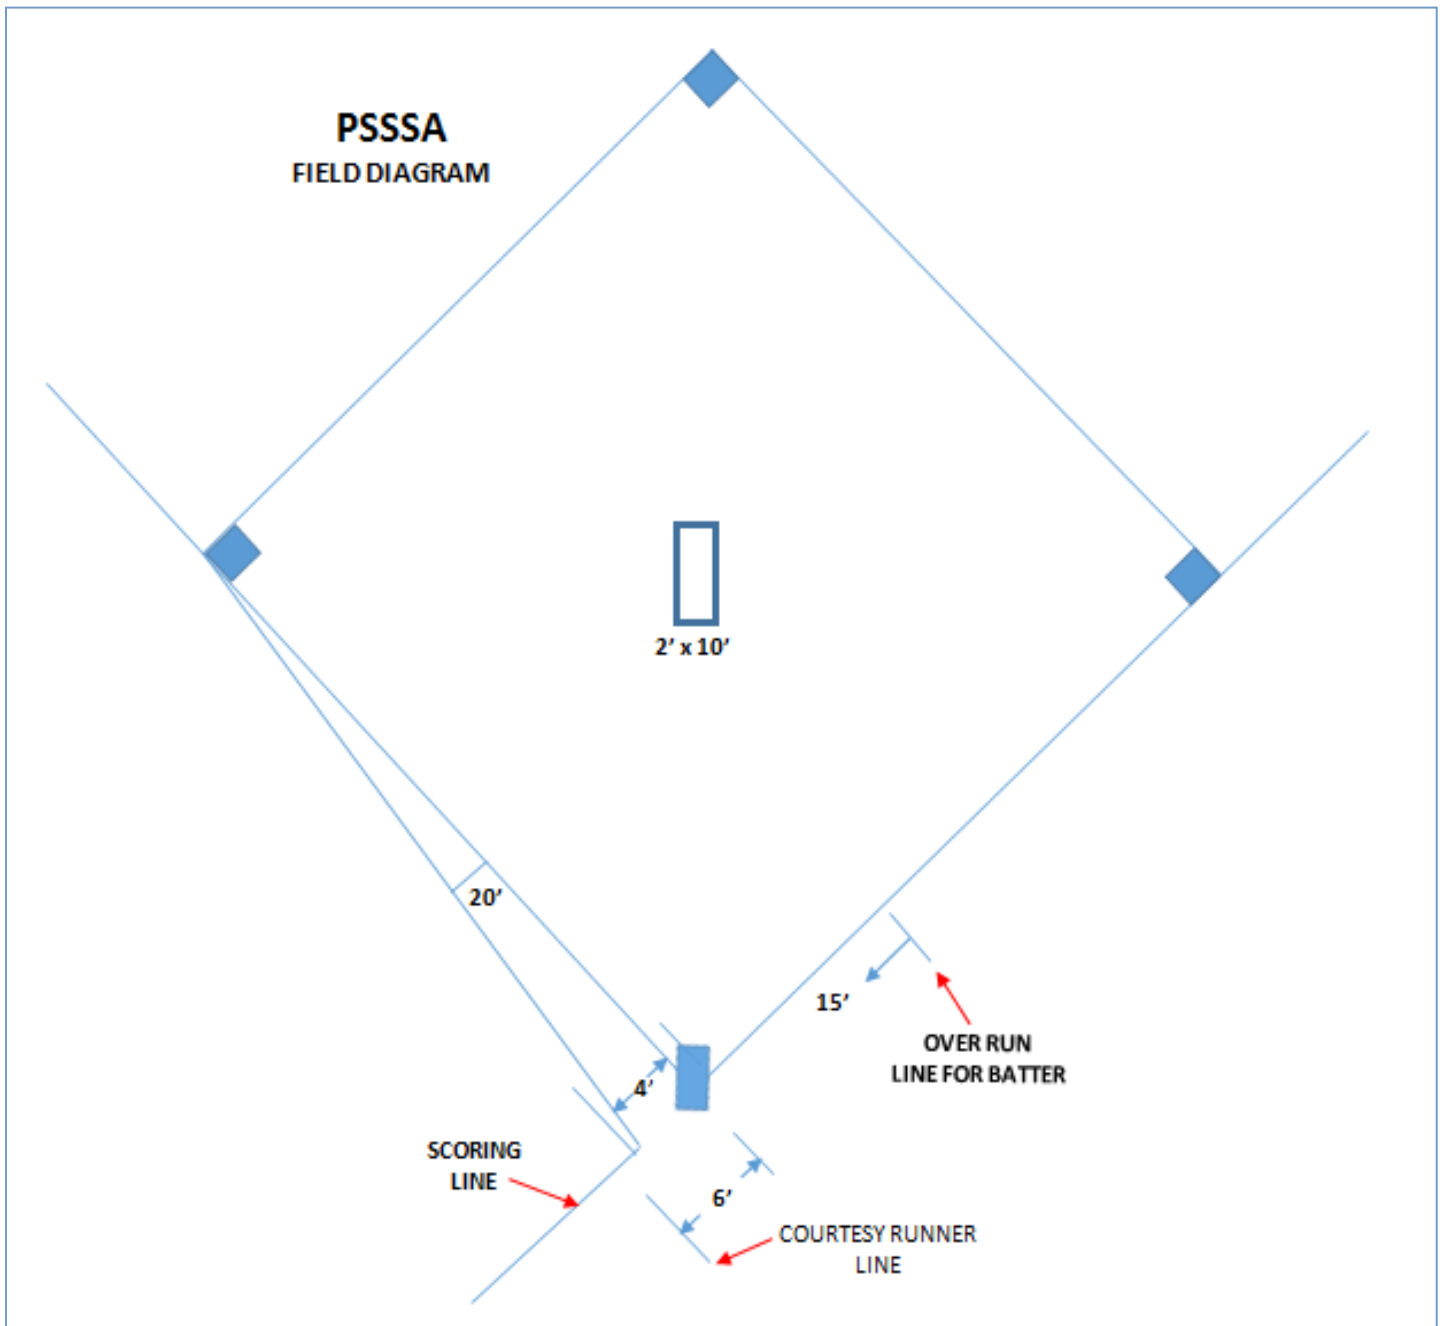 PSSSA
FIELD DIAGRAM
2’ x 10’
20’
15’
OVER RUN
LINE FOR BATTER
4’
SCORING
LINE
6’
COURTESY RUNNER
LINE